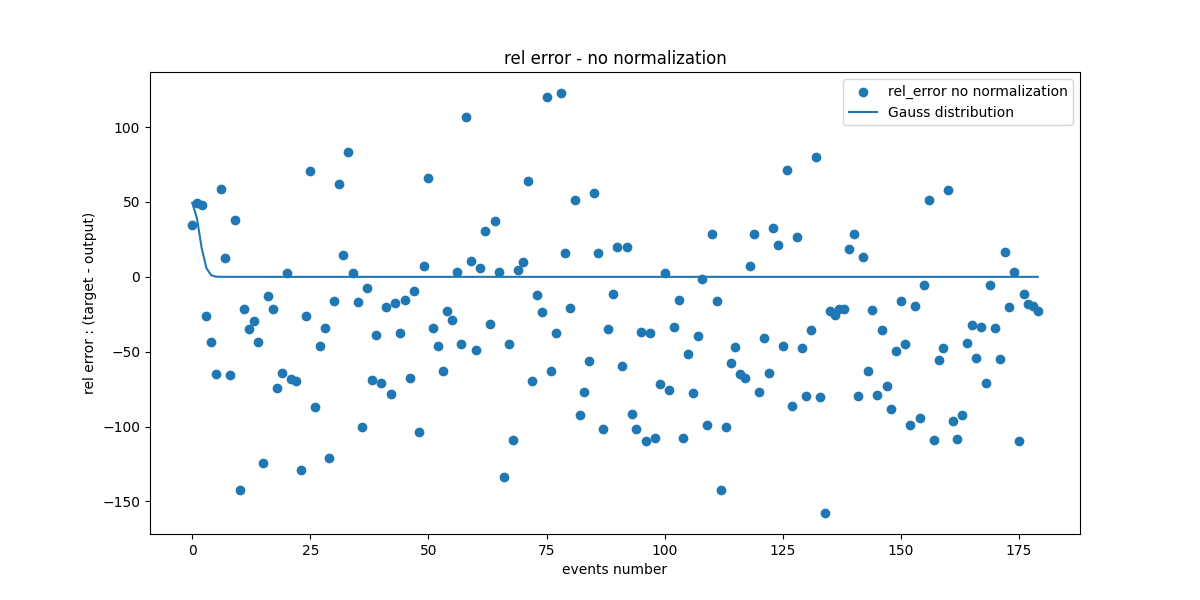 rel error - no normalization
rel_error no normalization
Gauss distribution
100
50
0
−50
−100
−150
rel error : (target - output)
0 25 50 75 100 125 150 175
events number